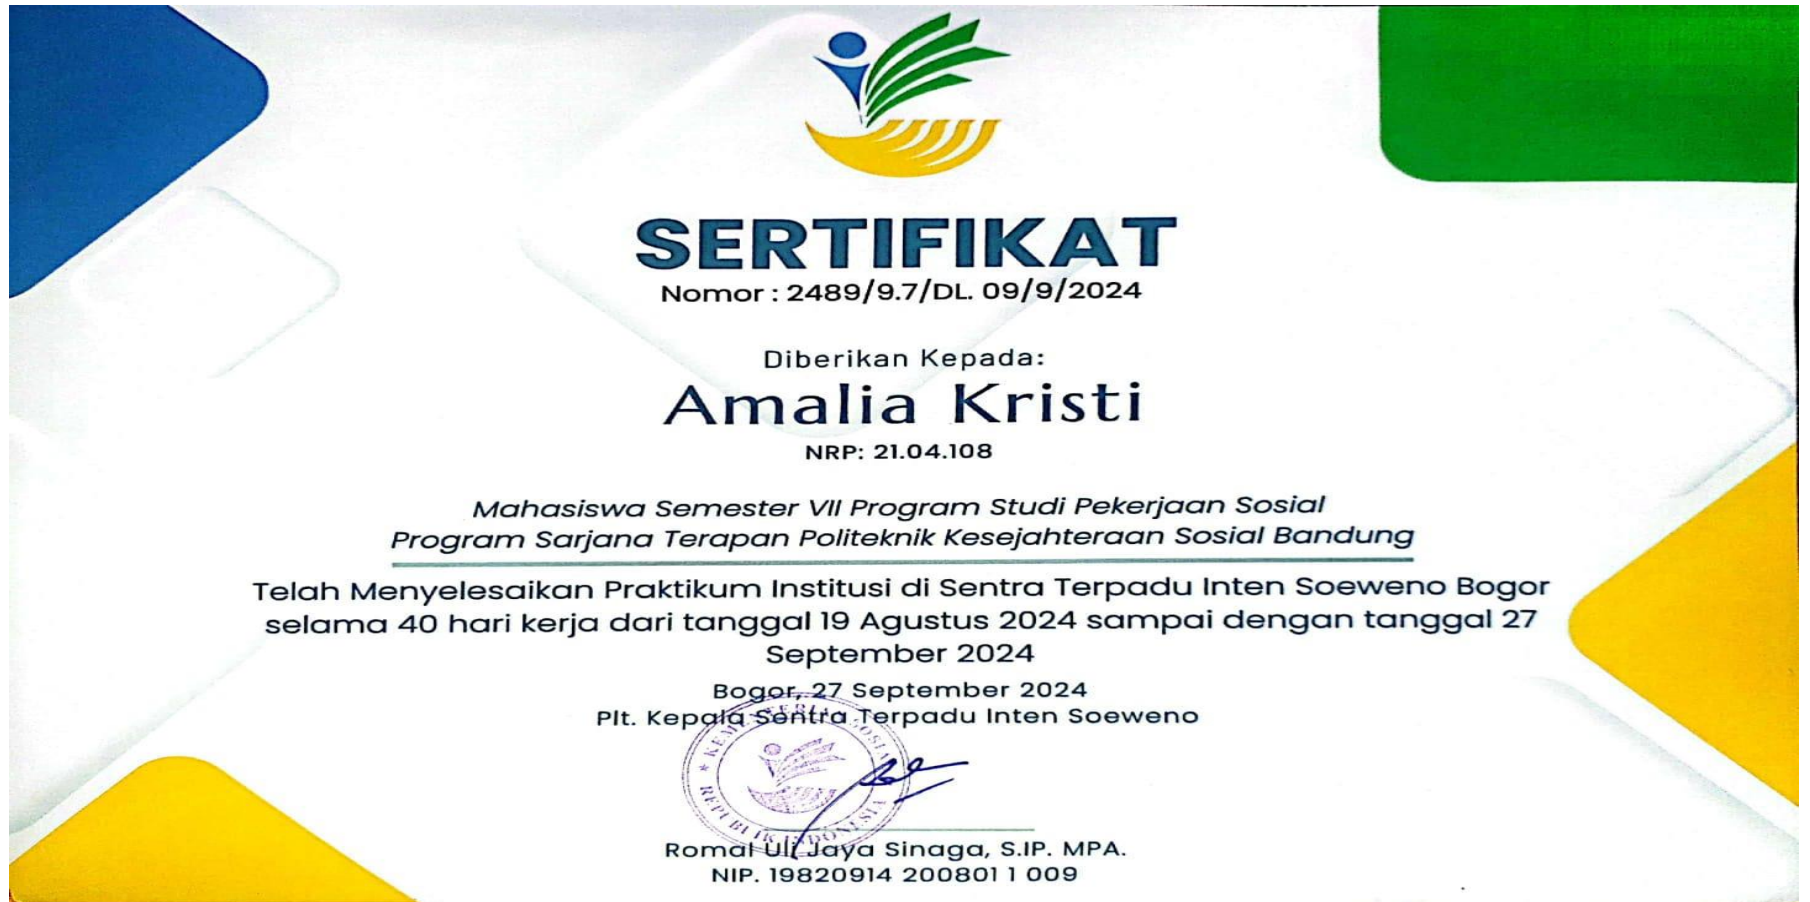 SERTIFIKAT
Nomor : 2489/9.7/DL. 09/9/2024
Diberikan Kepada:
Amalia Kristi
NRP: 21.04.108
Mahasiswa Semester VII Program Studi Pekerjaan Sosial
Program Sarjana Terapan Politeknik Kesejahteraan Sosial Bandung
Telah Menyelesaikan Praktikum Institusi di Sentra Terpadu Inten Soeweno Bogor
selama 40 hari kerja dari tanggal 19 Agustus 2024 sampai dengan tanggal 27
September 2024
Bogor, 27 September 2024
Plt. Kepala Sentra Terpadu Inten Soeweno
KEMENTERIAN SOSIAL
REPUBLIK INDONESIA
Romal Uli Jaya Sinaga, S.IP. MPA.
NIP. 19820914 200801 1 009